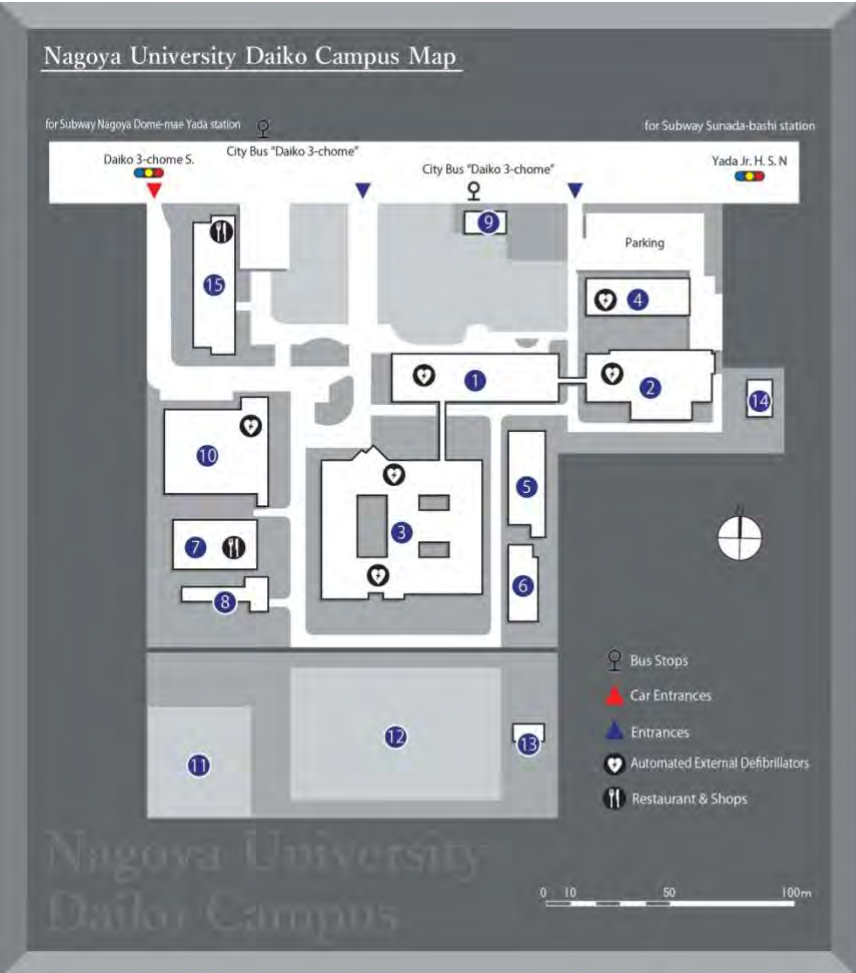 Nagoya University Daiko Campus Map
for Subway Nagoya Dome-mae Yada station
for Subway Sunada-bashi station
City Bus "Daiko 3-chome"
Daiko 3-chome S.
City Bus "Daiko 3-chome"
Yada Jr. H. S. N
9
Parking
15
4
1
2
14
10
5
3
7
6
8
Bus Stops
Car Entrances
Entrances
Automated External Defibrillators
Restaurant & Shops
12
13
11
Nagoya University
Daiko Campus
0 10 50 100m